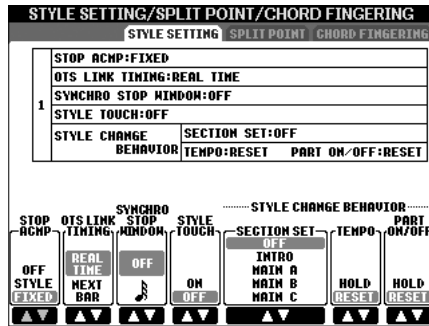 STYLE SETTING/SPLIT POINT/CHORD FINGERING
STYLE SETTING SPLIT POINT CHORD FINGERING
1
STOP ACMP:FIXED
OTS LINK TIMING:REAL TIME
SYNCHRO STOP WINDOW:OFF
STYLE TOUCH:OFF
STYLE CHANGE BEHAVIOR
SECTION SET:OFF
TEMPO:RESET PART ON/OFF:RESET
STOP ACMP
OFF
STYLE
FIXED
OTS LINK TIMING
REAL TIME
NEXT BAR
SYNCHRO STOP WINDOW
OFF
STYLE TOUCH
ON
OFF
STYLE CHANGE BEHAVIOR
SECTION SET
OFF
INTRO
MAIN A
MAIN B
MAIN C
TEMPO
HOLD
RESET
PART ON/OFF
HOLD
RESET